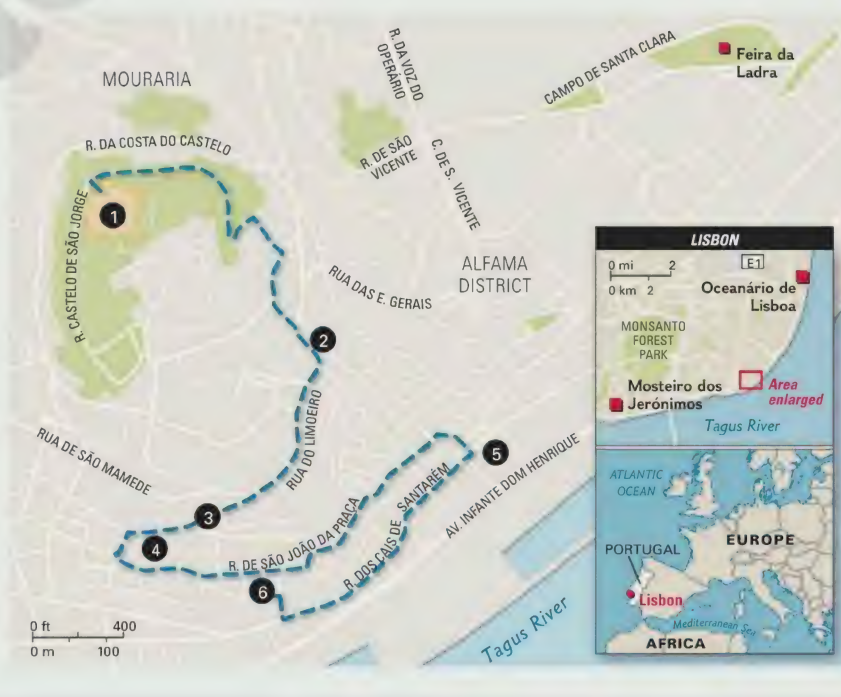 MOURARIA
R. DA COSTA DO CASTELO
R. CASTELO DE SÃO JORGE
1
R. DA VOZ DO
OPERÁRIO
R. DE SÃO
VICENTE
C. DE S. VICENTE
CAMPO DE SANTA CLARA
Feira da
Ladra
RUA DAS E. GERAIS
ALFAMA
DISTRICT
2
RUA DO LIMOEIRO
RUA DE SÃO MAMEDE
3
4
R. DE SÃO JOÃO DA PRAÇA
5
R. DOS CAIS DE SANTARÉM
AV. INFANTE DOM HENRIQUE
6
Tagus River
0 ft 400
0 m 100
LISBON
0 mi 2
0 km 2
E1
Oceanário de
Lisboa
MONSANTO
FOREST
PARK
Mosteiro dos
Jerónimos
Area
enlarged
Tagus River
ATLANTIC
OCEAN
EUROPE
PORTUGAL
Lisbon
Mediterranean Sea
AFRICA